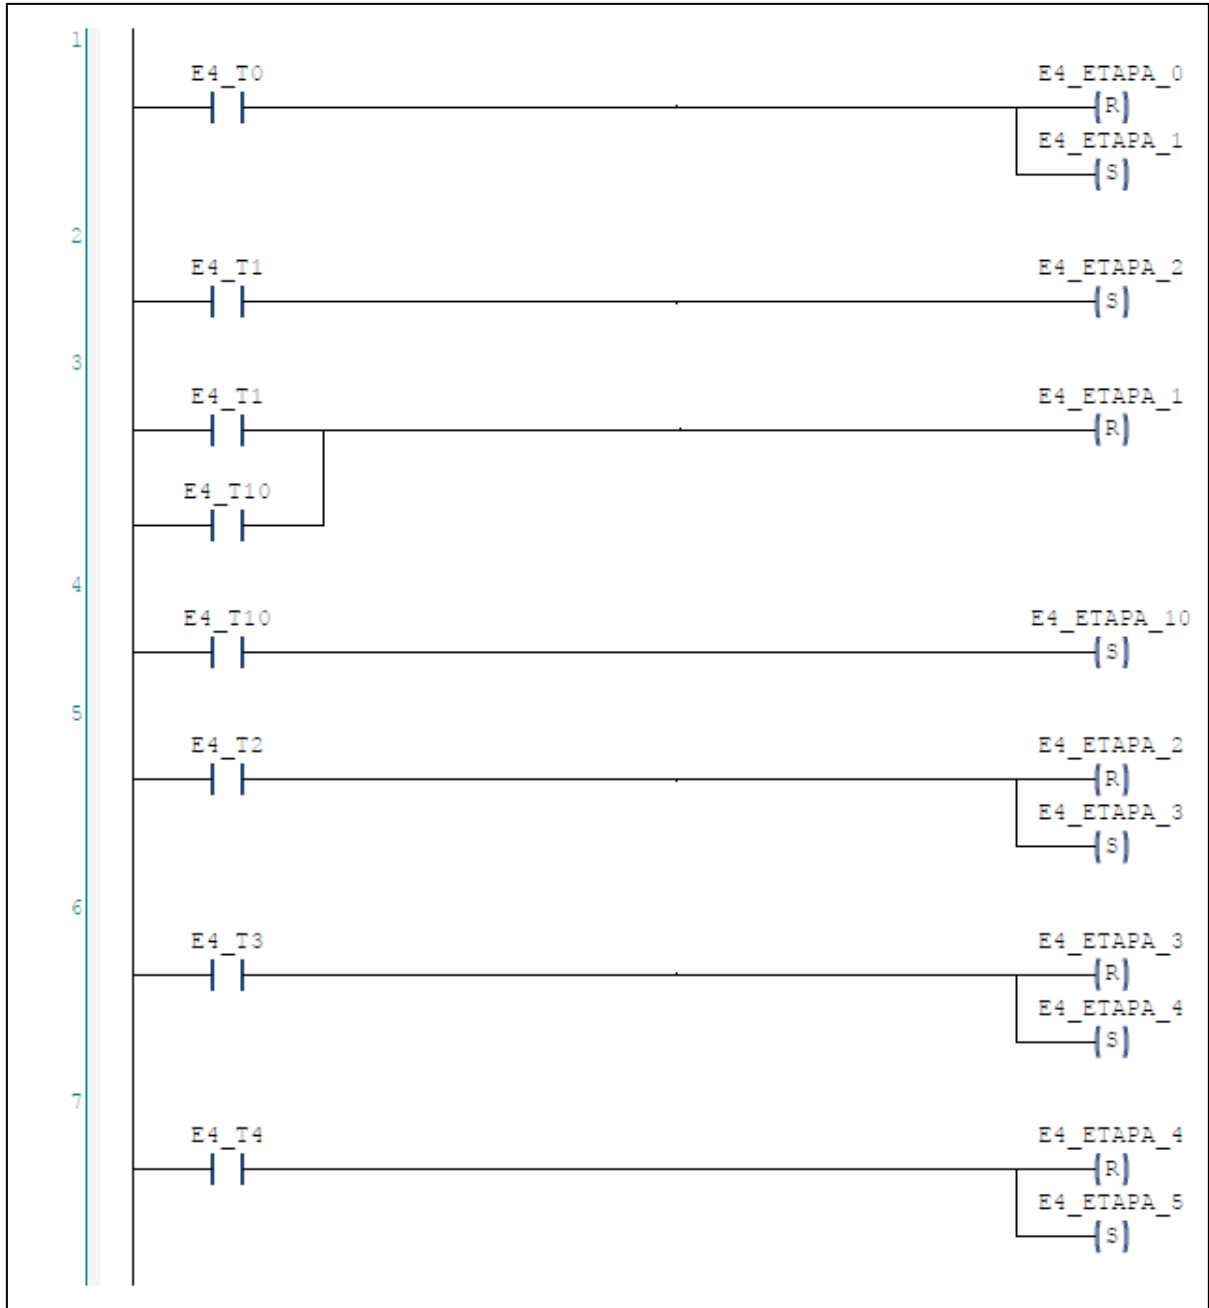 1
E4_T0 E4_ETAPA_0
R
E4_ETAPA_1
S
2
E4_T1 E4_ETAPA_2
S
3
E4_T1 E4_ETAPA_1
R
E4_T10
4
E4_T10 E4_ETAPA_10
S
5
E4_T2 E4_ETAPA_2
R
E4_ETAPA_3
S
6
E4_T3 E4_ETAPA_3
R
E4_ETAPA_4
S
7
E4_T4 E4_ETAPA_4
R
E4_ETAPA_5
S